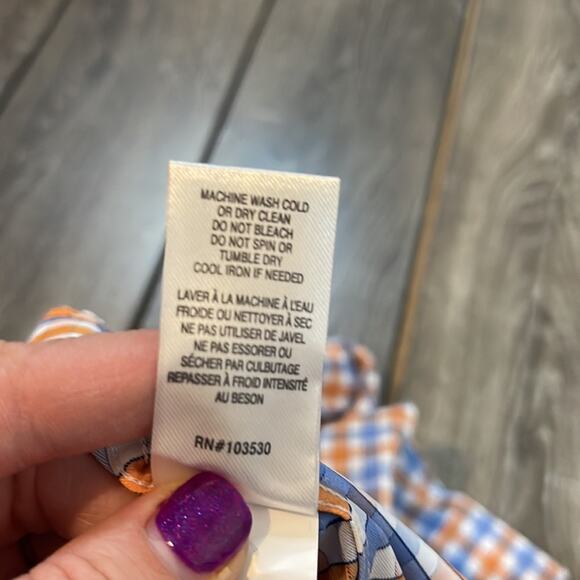 MACHINE WASH COLD
OR DRY CLEAN
DO NOT BLEACH
DO NOT SPIN OR
TUMBLE DRY
COOL IRON IF NEEDED
LAVER À LA MACHINE À L'EAU
FROIDE OU NETTOYER À SEC
NE PAS UTILISER DE JAVEL
NE PAS ESSORER OU
SÉCHER PAR CULBUTAGE
REPASSER À FROID INTENSITÉ
AU BESON
RN#103530